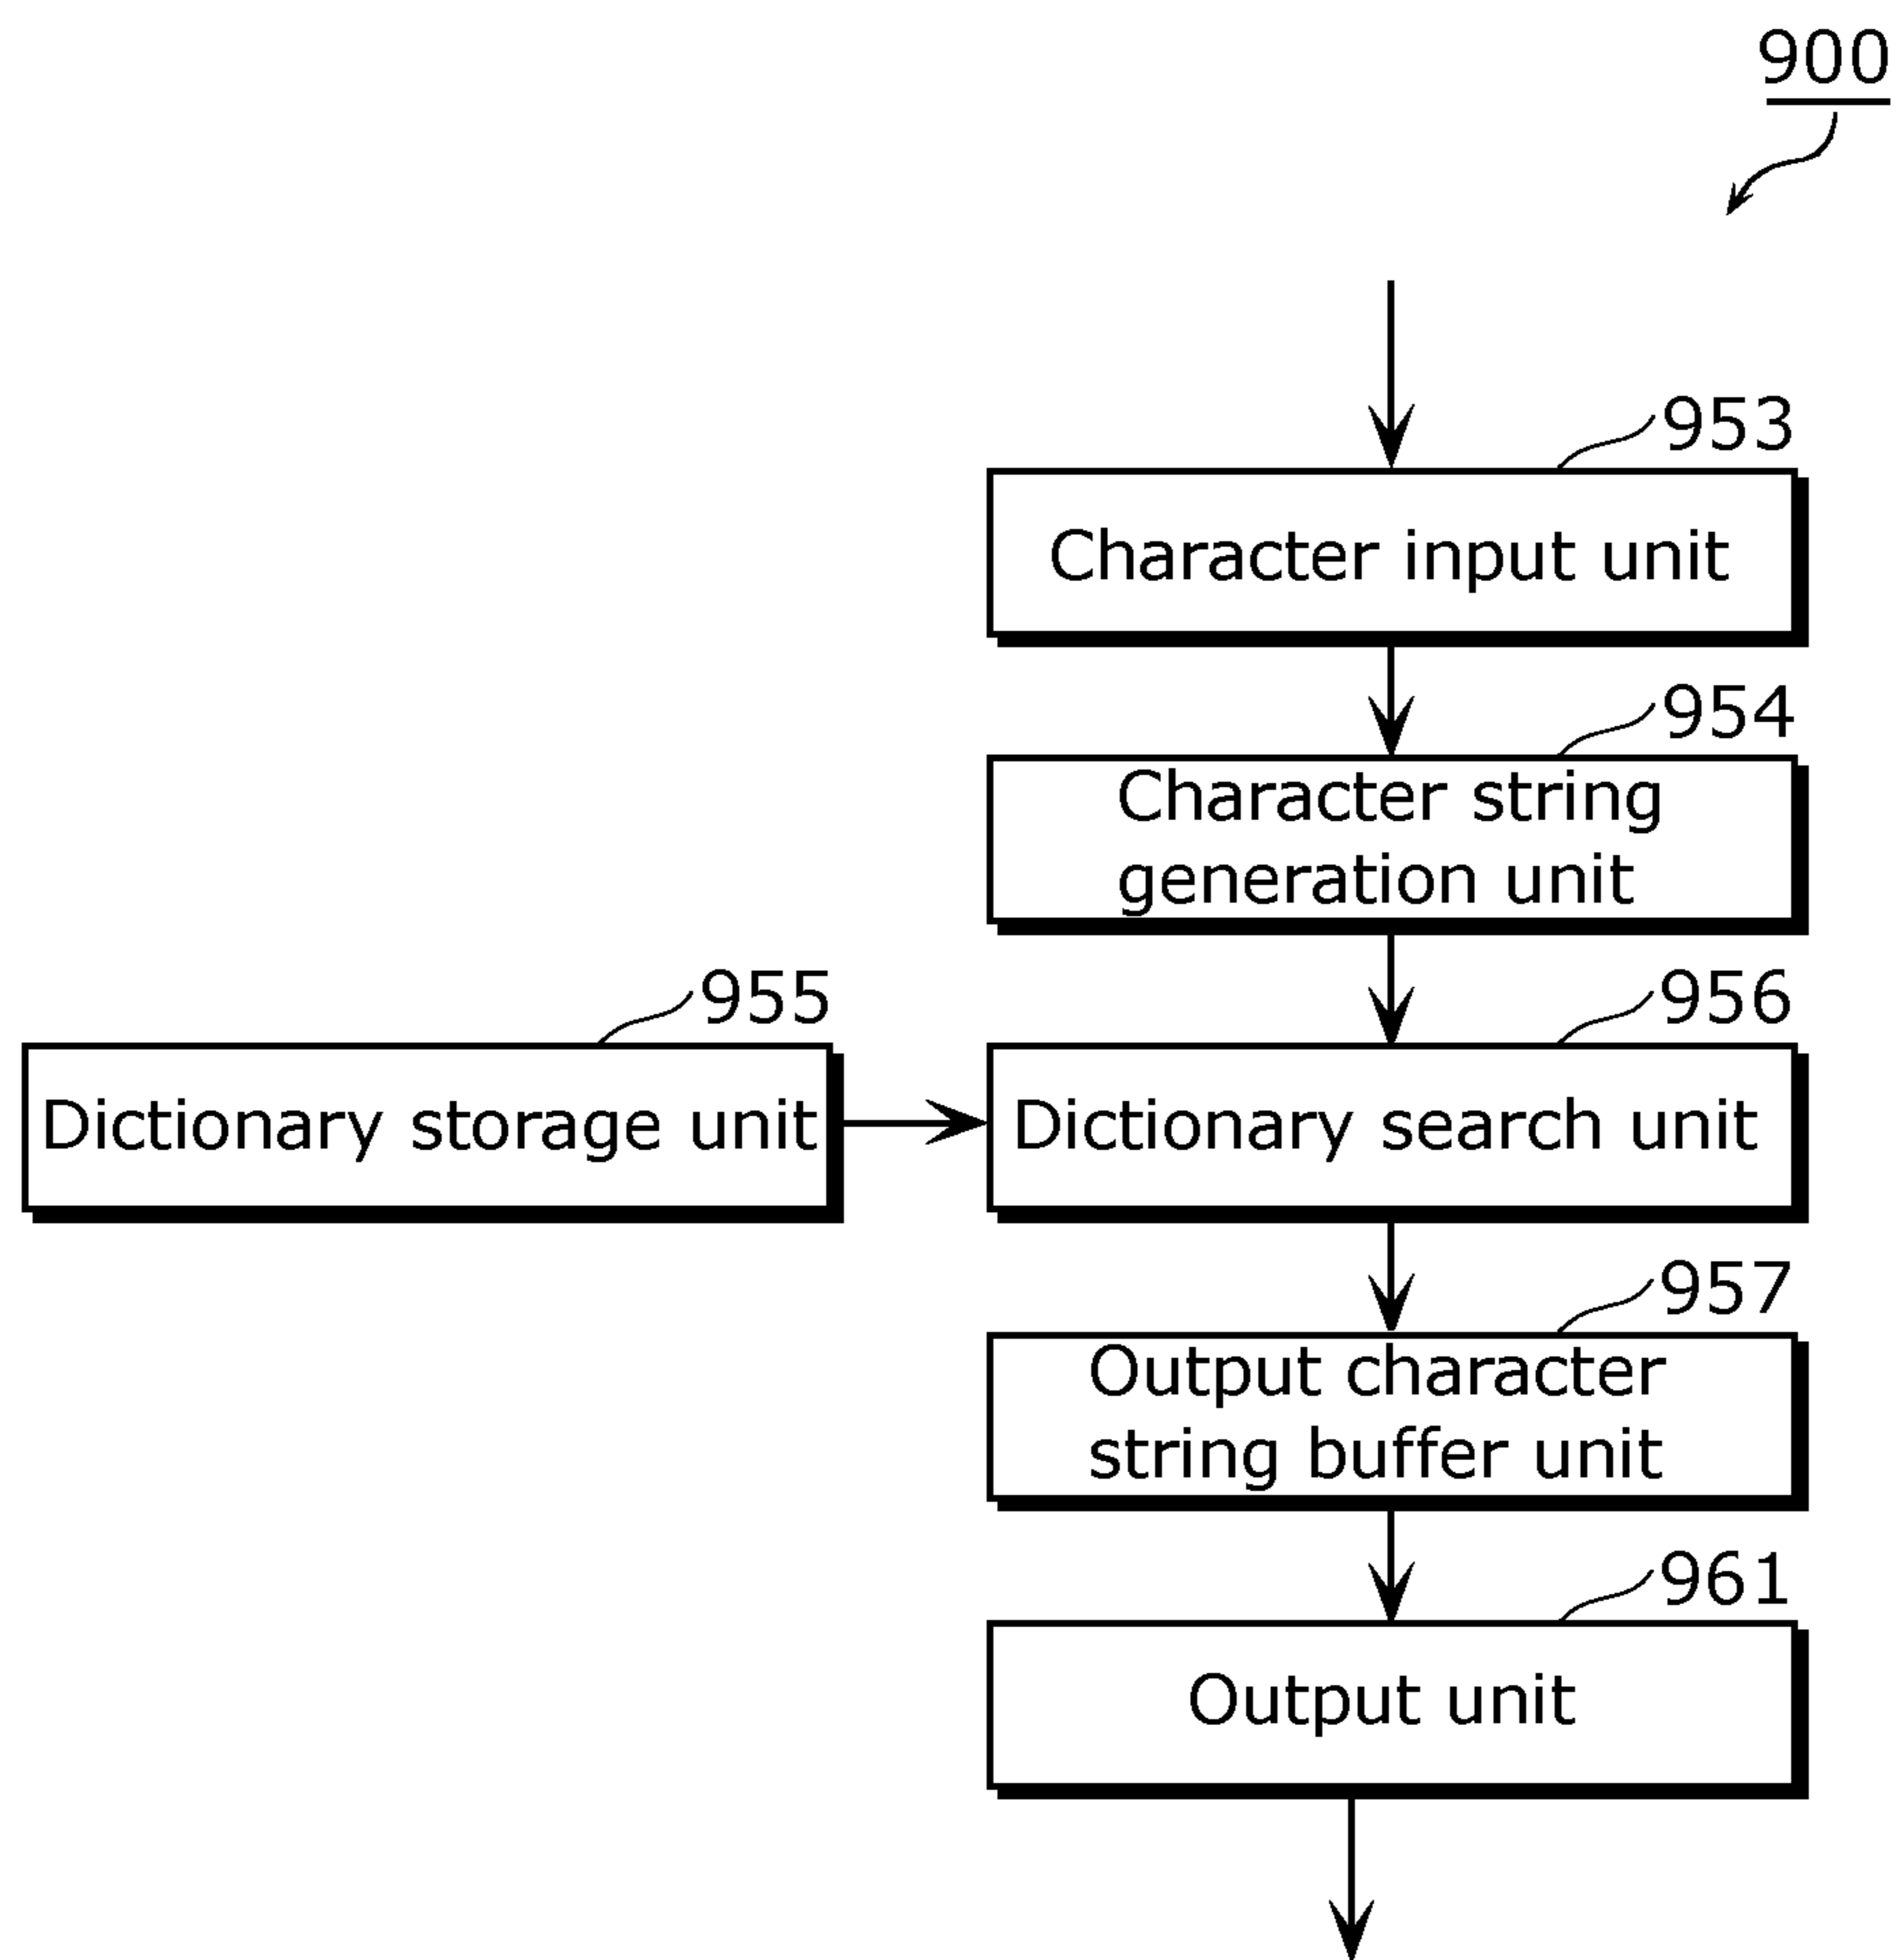 900
953
Character input unit
954
Character string
generation unit
955
Dictionary storage unit
956
Dictionary search unit
957
Output character
string buffer unit
961
Output unit